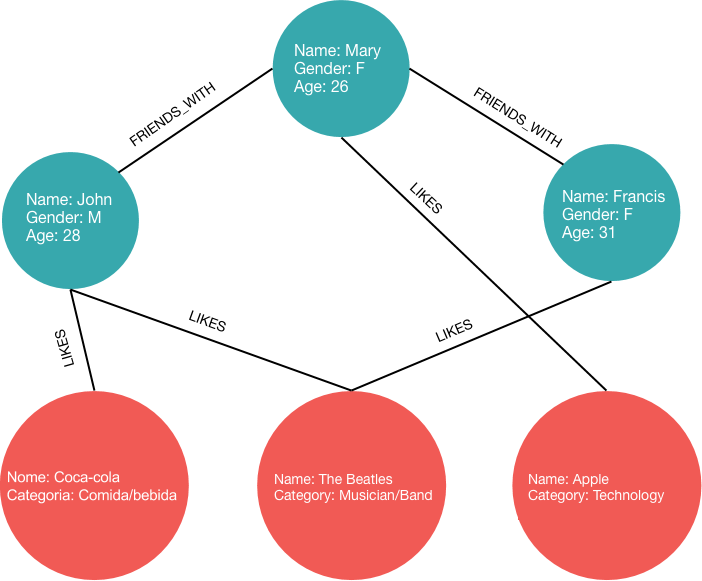 Name: Mary
Gender: F
Age: 26
FRIENDS_WITH
FRIENDS_WITH
Name: John
Gender: M
Age: 28
Name: Francis
Gender: F
Age: 31
LIKES
LIKES
LIKES
LIKES
Nome: Coca-cola
Categoria: Comida/bebida
Name: The Beatles
Category: Musician/Band
Name: Apple
Category: Technology